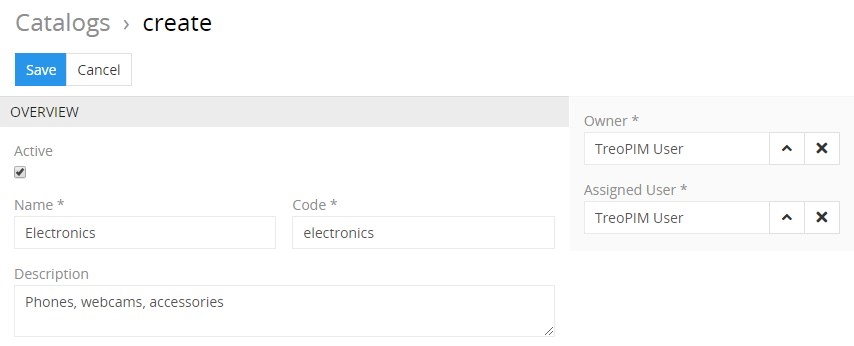 Catalogs › create
Save Cancel
OVERVIEW
Active
Name * Code *
Electronics electronics
Description
Phones, webcams, accessories
Owner *
TreoPIM User
Assigned User *
TreoPIM User